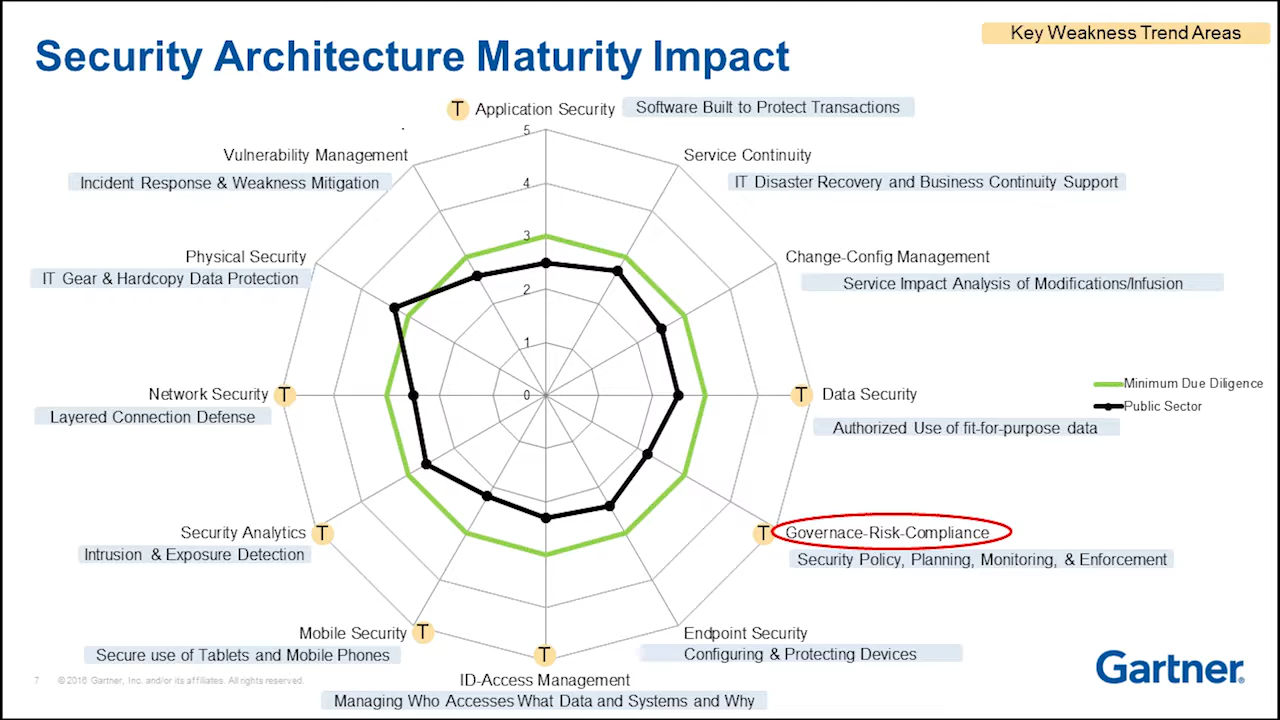 Key Weakness Trend Areas
Security Architecture Maturity Impact
T Application Security Software Built to Protect Transactions
5
Vulnerability Management
Incident Response & Weakness Mitigation
Service Continuity
IT Disaster Recovery and Business Continuity Support
4
3
Physical Security
IT Gear & Hardcopy Data Protection
Change-Config Management
Service Impact Analysis of Modifications/Infusion
2
1
0
Network Security T
Layered Connection Defense
T Data Security
Authorized Use of fit-for-purpose data
Minimum Due Diligence
Public Sector
Security Analytics T
Intrusion & Exposure Detection
T Governace-Risk-Compliance
Security Policy, Planning, Monitoring, & Enforcement
Mobile Security T
Secure use of Tablets and Mobile Phones
Endpoint Security
Configuring & Protecting Devices
T
ID-Access Management
Managing Who Accesses What Data and Systems and Why
7 © 2016 Gartner, Inc. and/or its affiliates. All rights reserved.
Gartner®